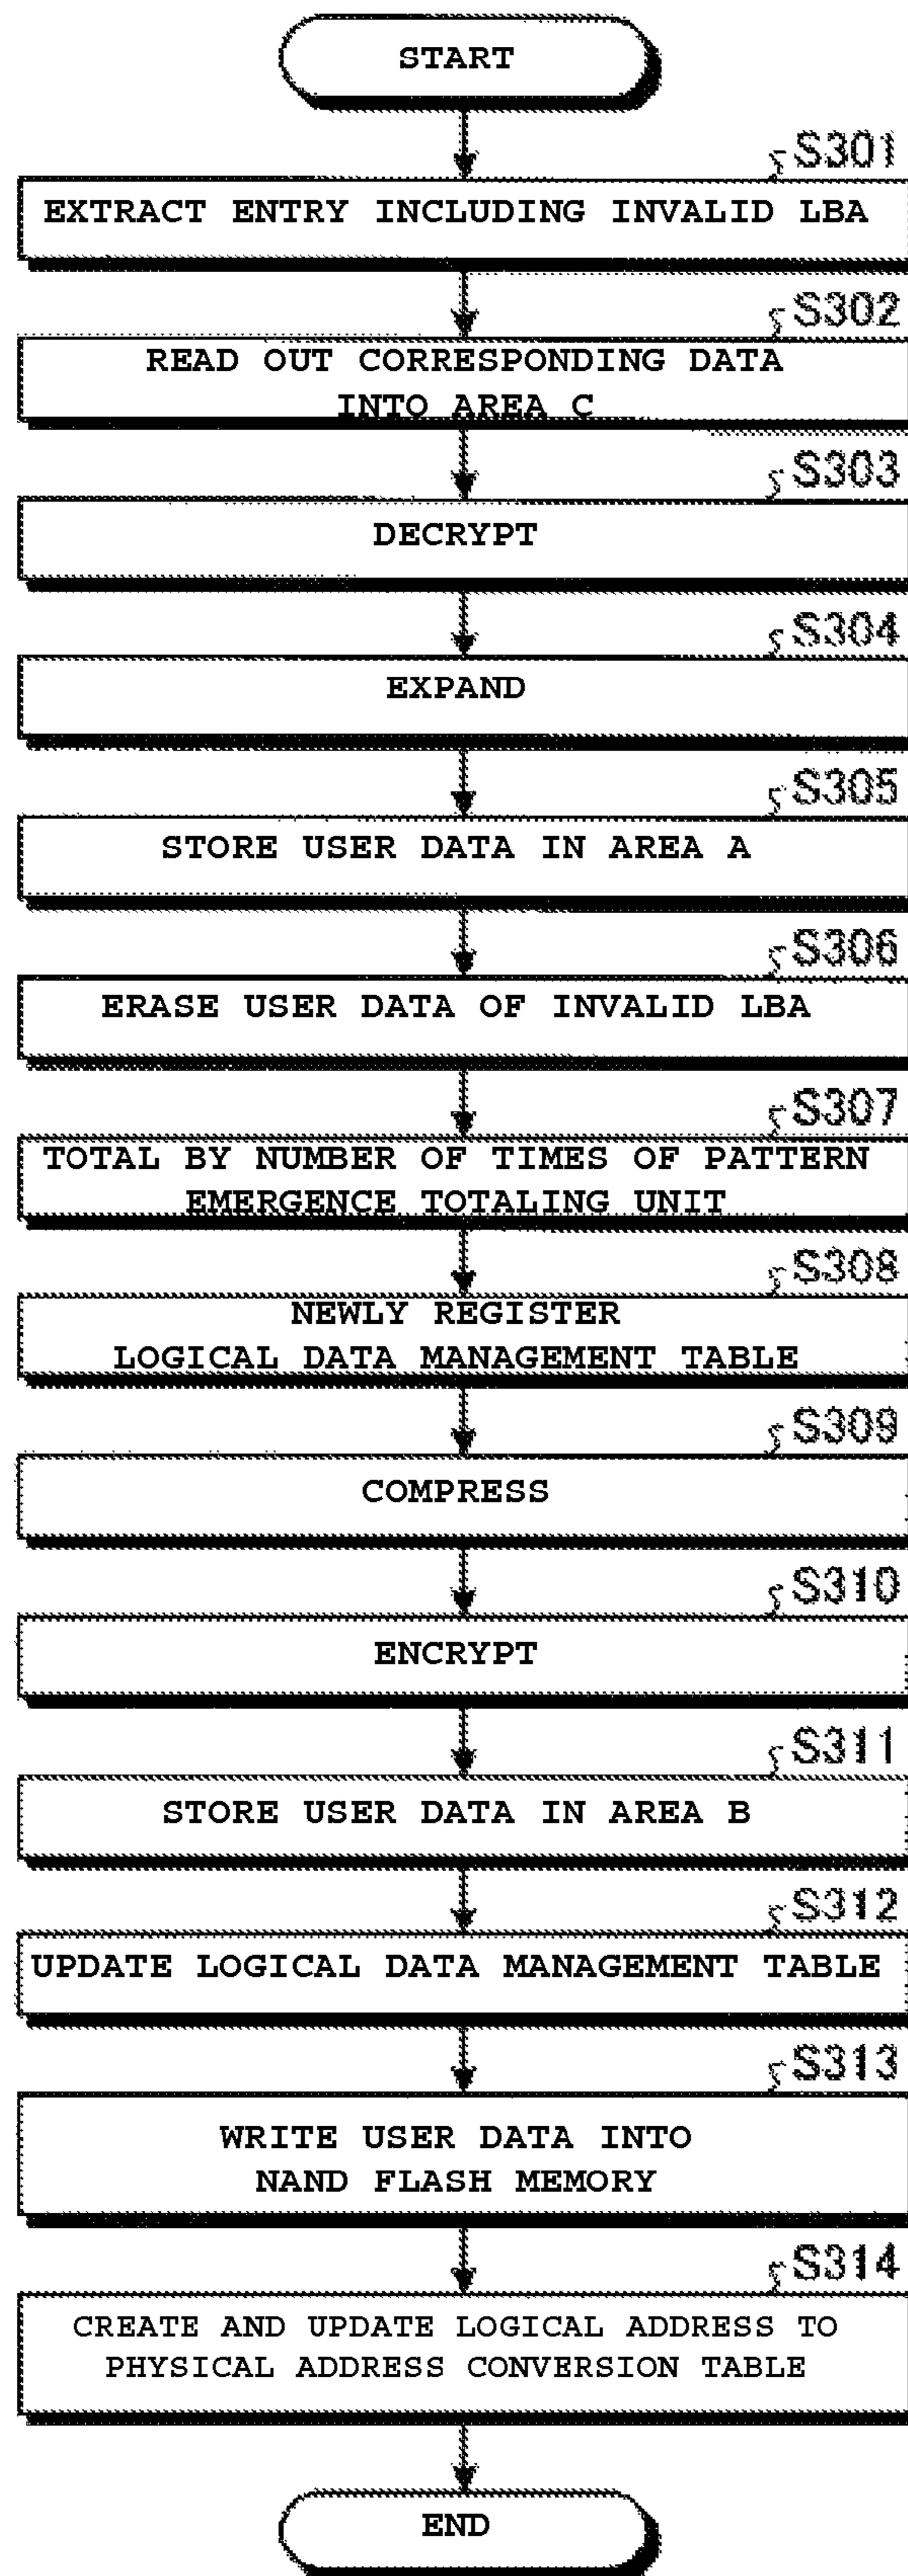 START
S301
EXTRACT ENTRY INCLUDING INVALID LBA
S302
READ OUT CORRESPONDING DATA
INTO AREA C
S303
DECRYPT
S304
EXPAND
S305
STORE USER DATA IN AREA A
S306
ERASE USER DATA OF INVALID LBA
S307
TOTAL BY NUMBER OF TIMES OF PATTERN
EMERGENCE TOTALING UNIT
S308
NEWLY REGISTER
LOGICAL DATA MANAGEMENT TABLE
S309
COMPRESS
S310
ENCRYPT
S311
STORE USER DATA IN AREA B
S312
UPDATE LOGICAL DATA MANAGEMENT TABLE
S313
WRITE USER DATA INTO
NAND FLASH MEMORY
S314
CREATE AND UPDATE LOGICAL ADDRESS TO
PHYSICAL ADDRESS CONVERSION TABLE
END